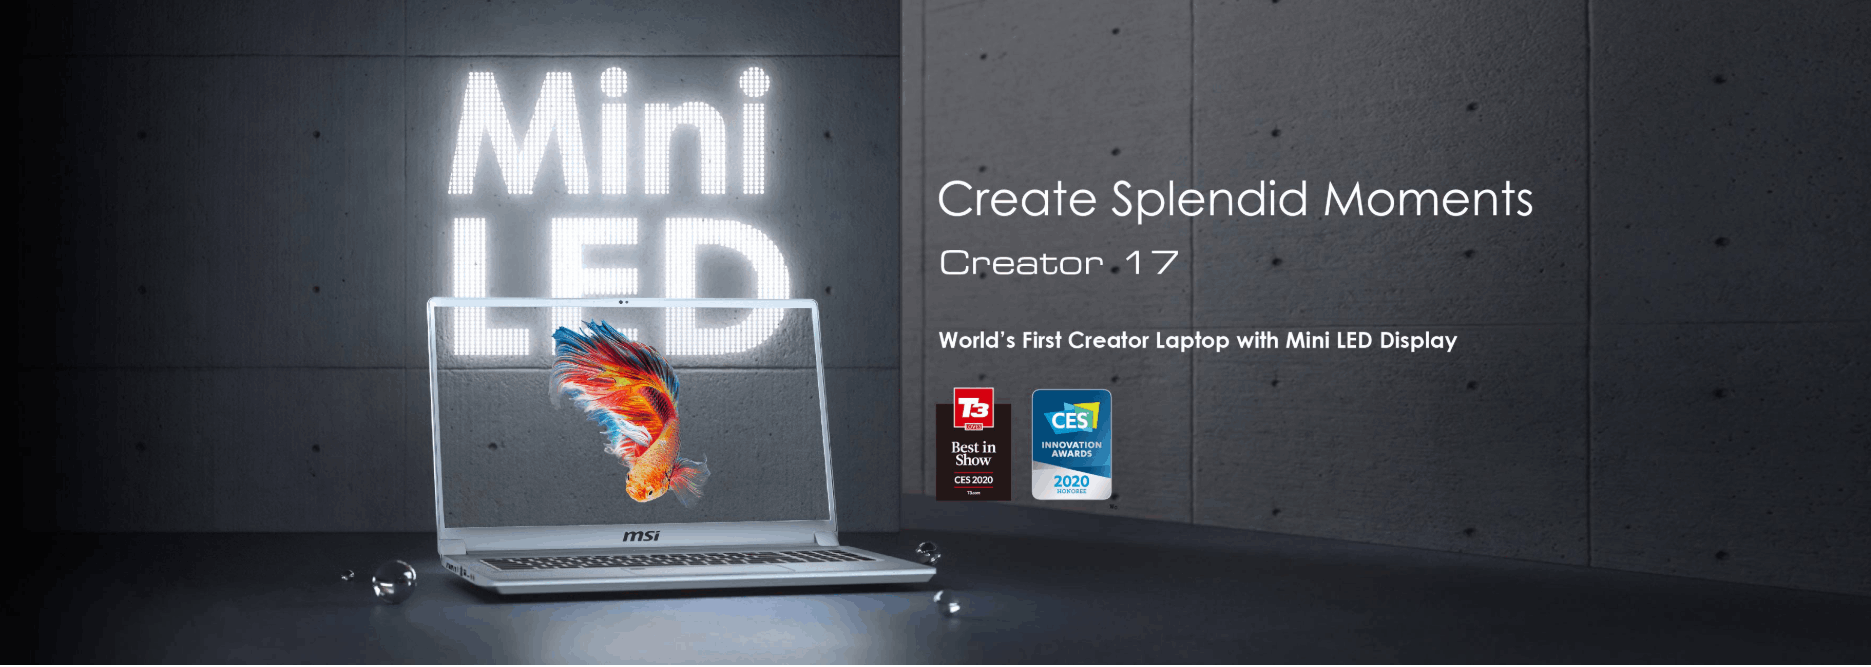 Mini
LED
msi
Create Splendid Moments
Creator 17
World's First Creator Laptop with Mini LED Display
T3
LOVES
Best in
Show
CES 2020
T3.com
CES
INNOVATION
AWARDS
2020
HONOREE